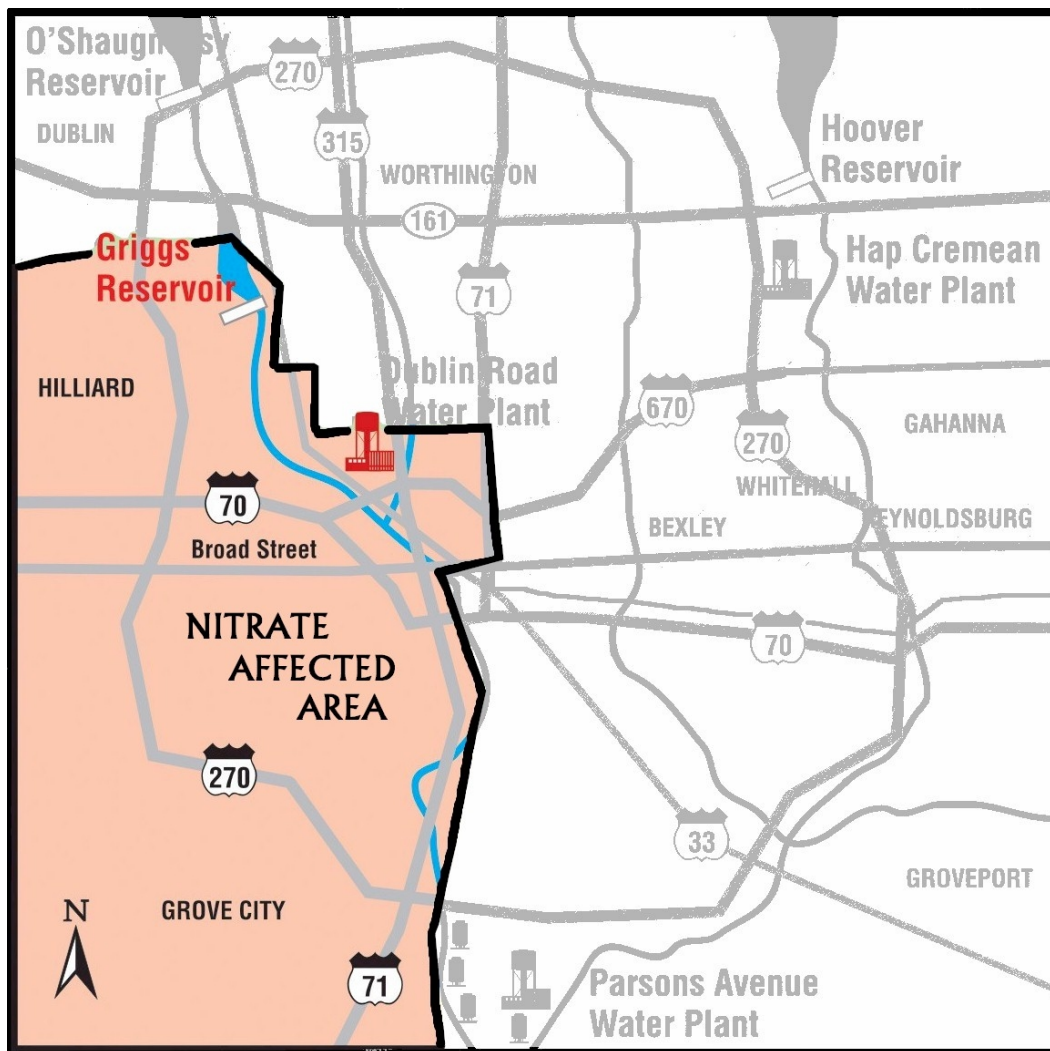 O'Shaugnessy
Reservoir
270
DUBLIN
315
Hoover
Reservoir
WORTHINGTON
161
Griggs
Reservoir
71
Hap Cremean
Water Plant
HILLIARD
Dublin Road
Water Plant
670
270
GAHANNA
70
WHITEHALL
BEXLEY
REYNOLDSBURG
Broad Street
NITRATE
AFFECTED
AREA
70
270
33
GROVEPORT
N
GROVE CITY
71
Parsons Avenue
Water Plant